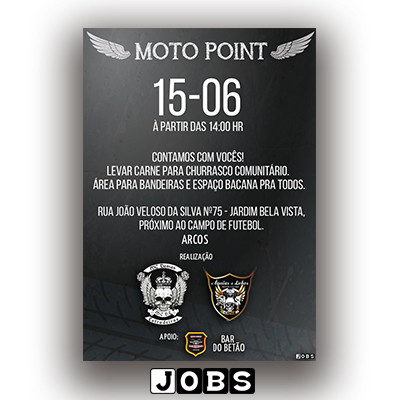 MOTO POINT
15-06
À PARTIR DAS 14:00 HR
CONTAMOS COM VOCÊS!
LEVAR CARNE PARA CHURRASCO COMUNITÁRIO.
ÁREA PARA BANDEIRAS E ESPAÇO BACANA PRA TODOS.
RUA JOÃO VELOSO DA SILVA Nº75 - JARDIM BELA VISTA,
PRÓXIMO AO CAMPO DE FUTEBOL.
ARCOS
REALIZAÇÃO
APOIO:
BAR
DO BETÃO
JOBS
JOBS